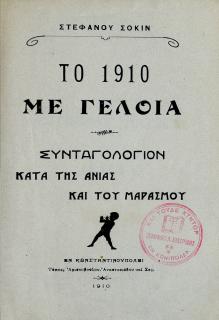 ΣΤΕΦΑΝΟΥ ΣΟΚΙΝ
ΤΟ 1910
ΜΕ ΓΕΛΟΙΑ
ΣΥΝΤΑΓΟΛΟΓΙΟΝ
ΚΑΤΑ ΤΗΣ ΑΝΙΑΣ
ΚΑΙ ΤΟΥ ΜΑΡΑΣΜΟΥ
ΕΝ ΚΩΝΣΤΑΝΤΙΝΟΥΠΟΛΕΙ
1910